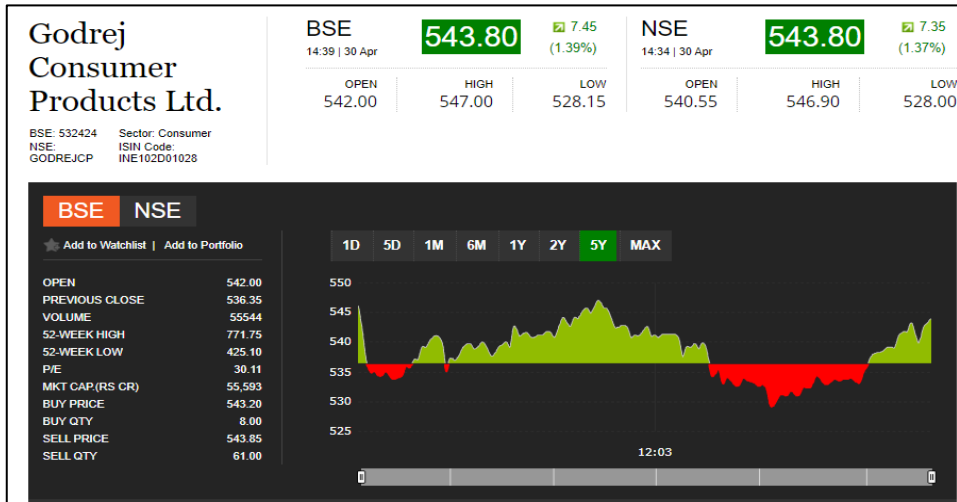 Godrej
Consumer
Products Ltd.
BSE: 532424 Sector: Consumer
NSE: ISIN Code:
GODREJCP INE102D01028
BSE 543.80 7.45
14:39 | 30 Apr (1.39%)
OPEN HIGH LOW
542.00 547.00 528.15
NSE 543.80 7.35
14:34 | 30 Apr (1.37%)
OPEN HIGH LOW
540.55 546.90 528.00
BSE NSE
Add to Watchlist | Add to Portfolio
OPEN 542.00
PREVIOUS CLOSE 536.35
VOLUME 55544
52-WEEK HIGH 771.75
52-WEEK LOW 425.10
P/E 30.11
MKT CAP.(RS CR) 55,593
BUY PRICE 543.20
BUY QTY 8.00
SELL PRICE 543.85
SELL QTY 61.00
1D 5D 1M 6M 1Y 2Y 5Y MAX
550
545
540
535
530
525
12:03